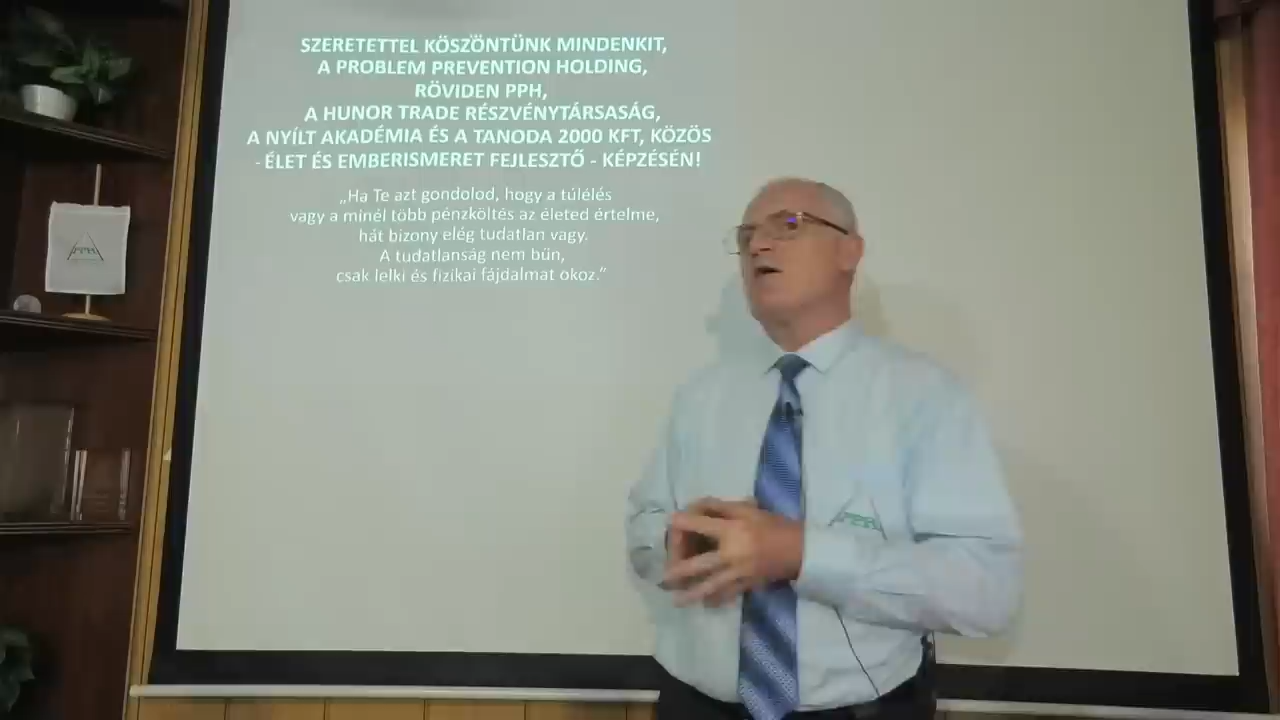 SZERETETTEL KÖSZÖNTÜNK MINDENKIT,
A PROBLEM PREVENTION HOLDING,
RÖVIDEN PPH,
A HUNOR TRADE RÉSZVÉNYTÁRSASÁG,
A NYÍLT AKADÉMIA ÉS A TANODA 2000 KFT, KÖZÖS
- ÉLET ÉS EMBERISMERET FEJLESZTŐ - KÉPZÉSÉN!
„Ha Te azt gondolod, hogy a túlélés
vagy a minél több pénzköltés az életed értelme,
hát bizony elég tudatlan vagy.
A tudatlanság nem bűn,
csak lelki és fizikai fájdalmat okoz.”